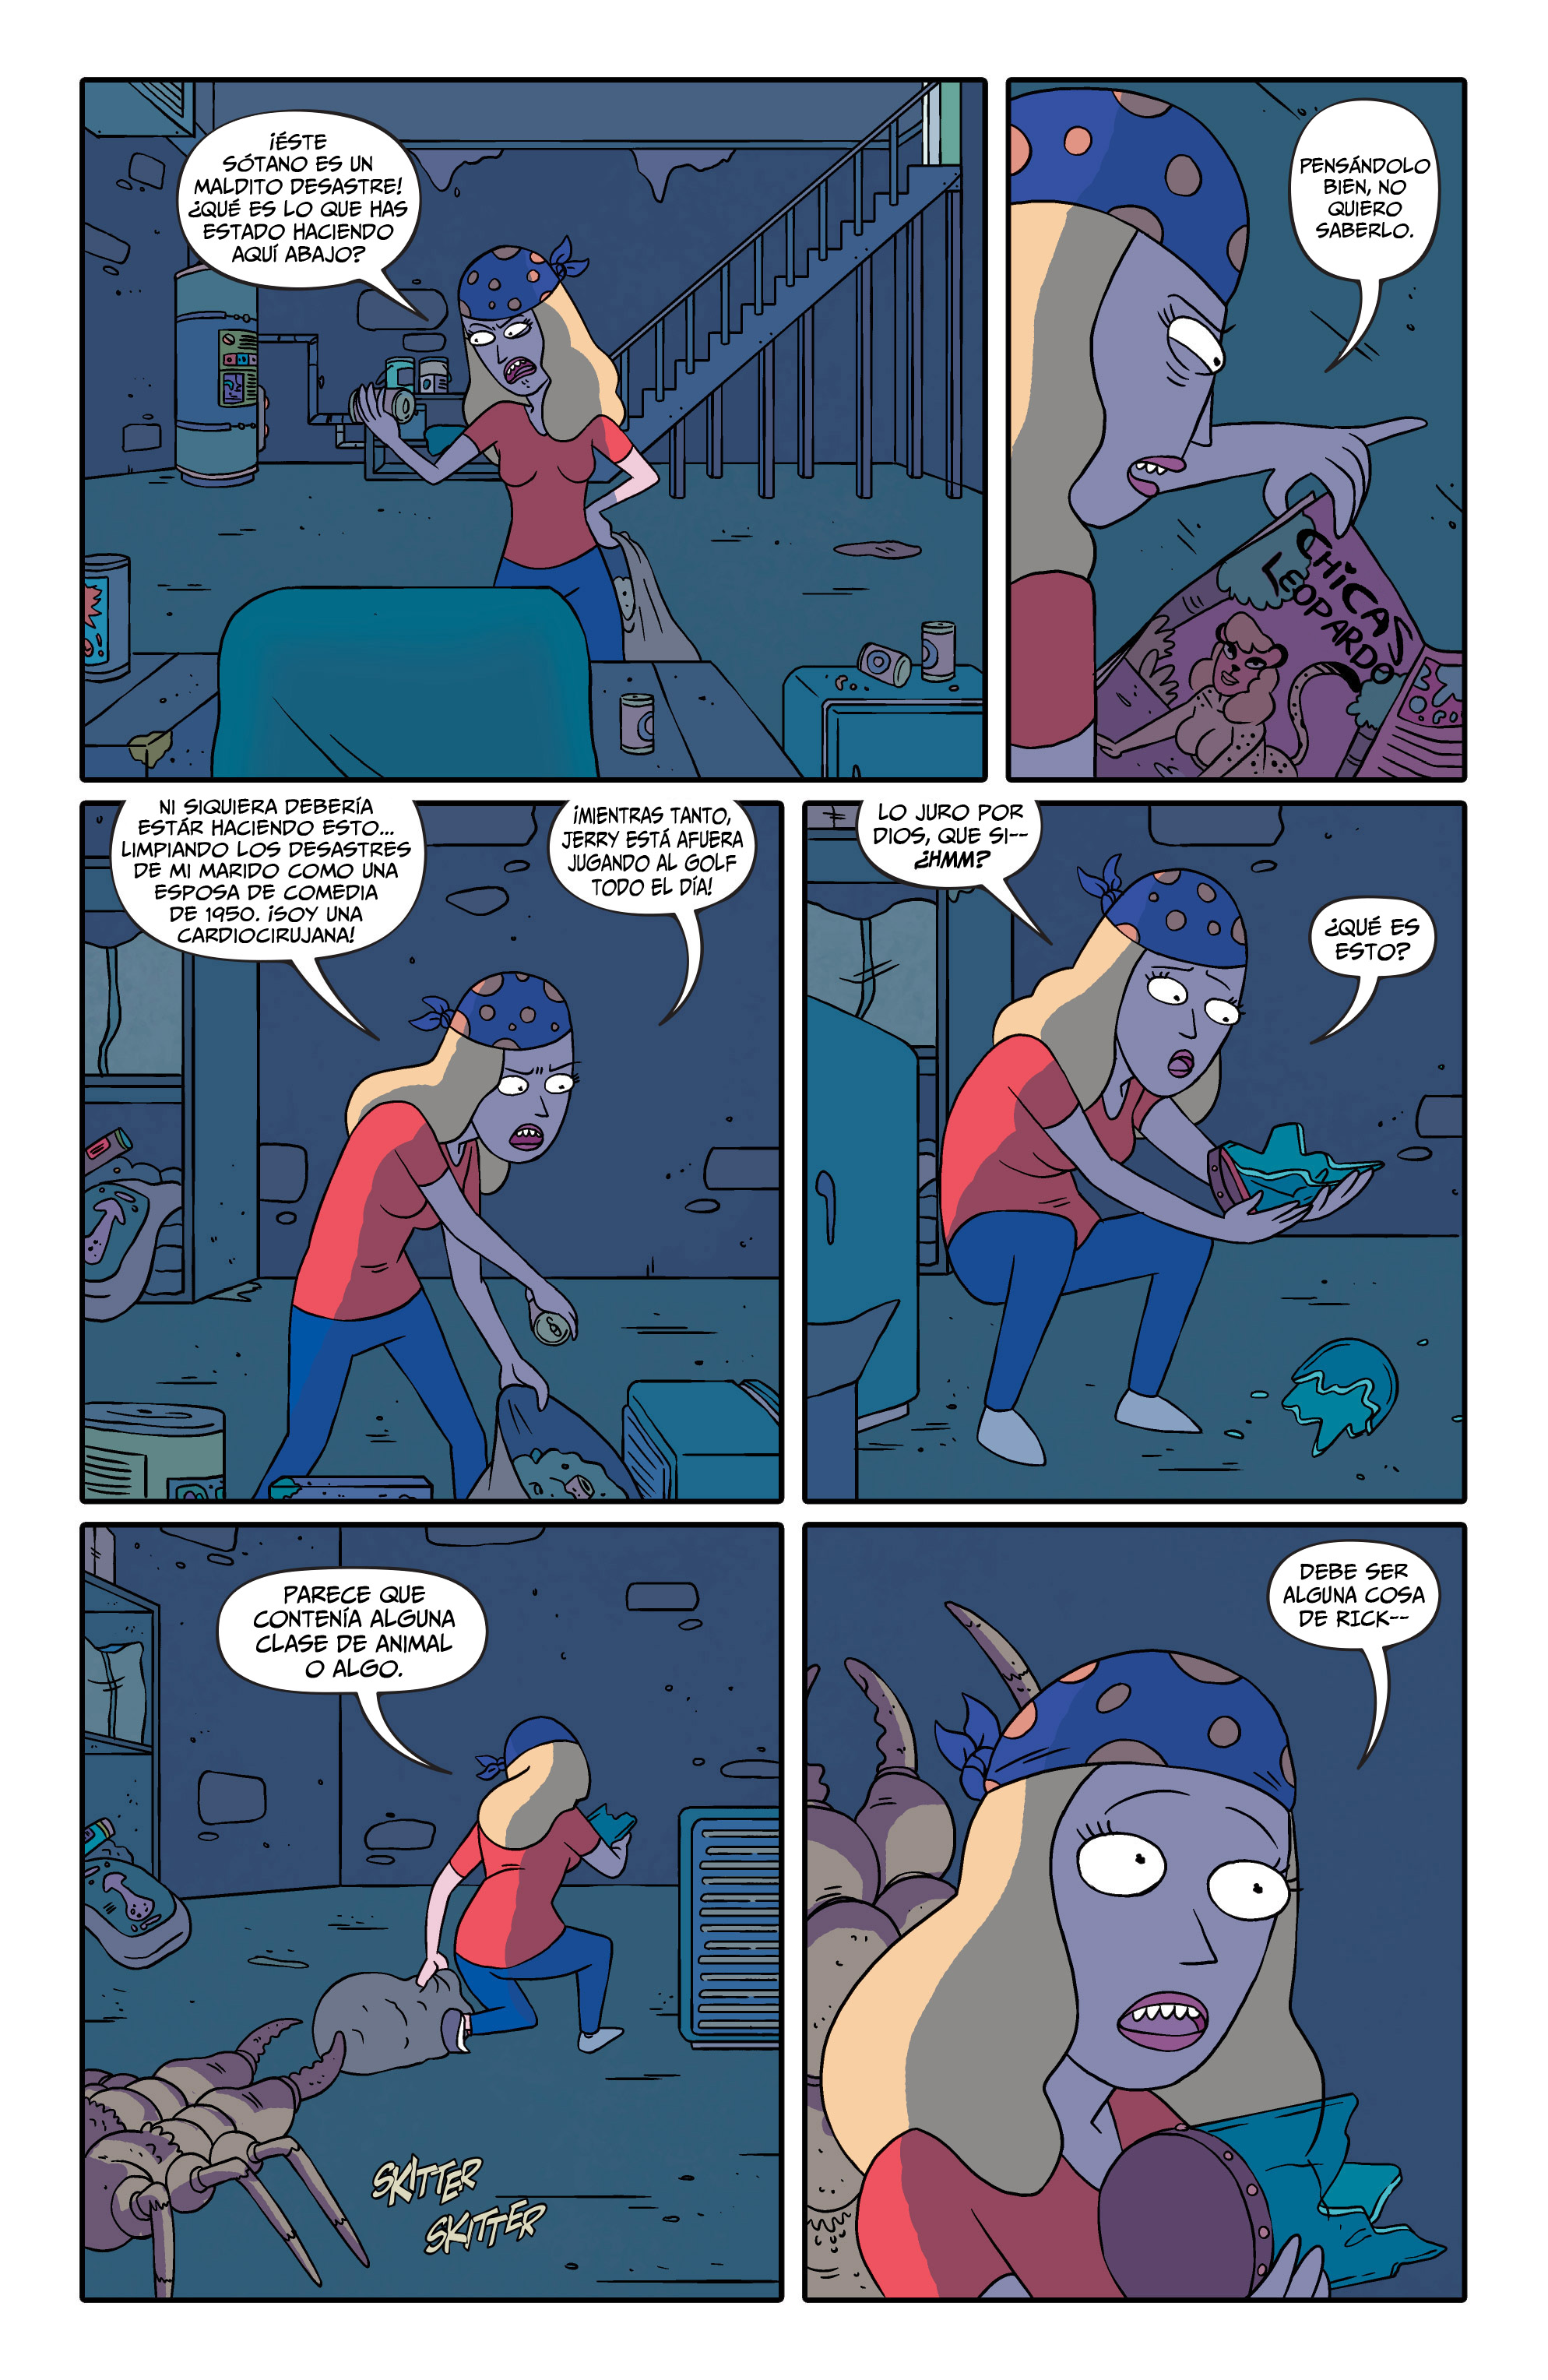 ¡ÉSTE
SÓTANO ES UN
MALDITO DESASTRE!
¿QUÉ ES LO QUE HAS
ESTADO HACIENDO
AQUÍ ABAJO?
PENSÁNDOLO
BIEN, NO
QUIERO
SABERLO.
CHICAS
LEOPARDO
NI SIQUIERA DEBERÍA
ESTÁR HACIENDO ESTO...
LIMPIANDO LOS DESASTRES
DE MI MARIDO COMO UNA
ESPOSA DE COMEDIA
DE 1950. ¡SOY UNA
CARDIOCIRUJANA!
¡MIENTRAS TANTO,
JERRY ESTÁ AFUERA
JUGANDO AL GOLF
TODO EL DÍA!
LO JURO POR
DIOS, QUE SI--
¿HMM?
¿QUÉ ES
ESTO?
PARECE QUE
CONTENÍA ALGUNA
CLASE DE ANIMAL
O ALGO.
SKITTER
SKITTER
DEBE SER
ALGUNA COSA
DE RICK--